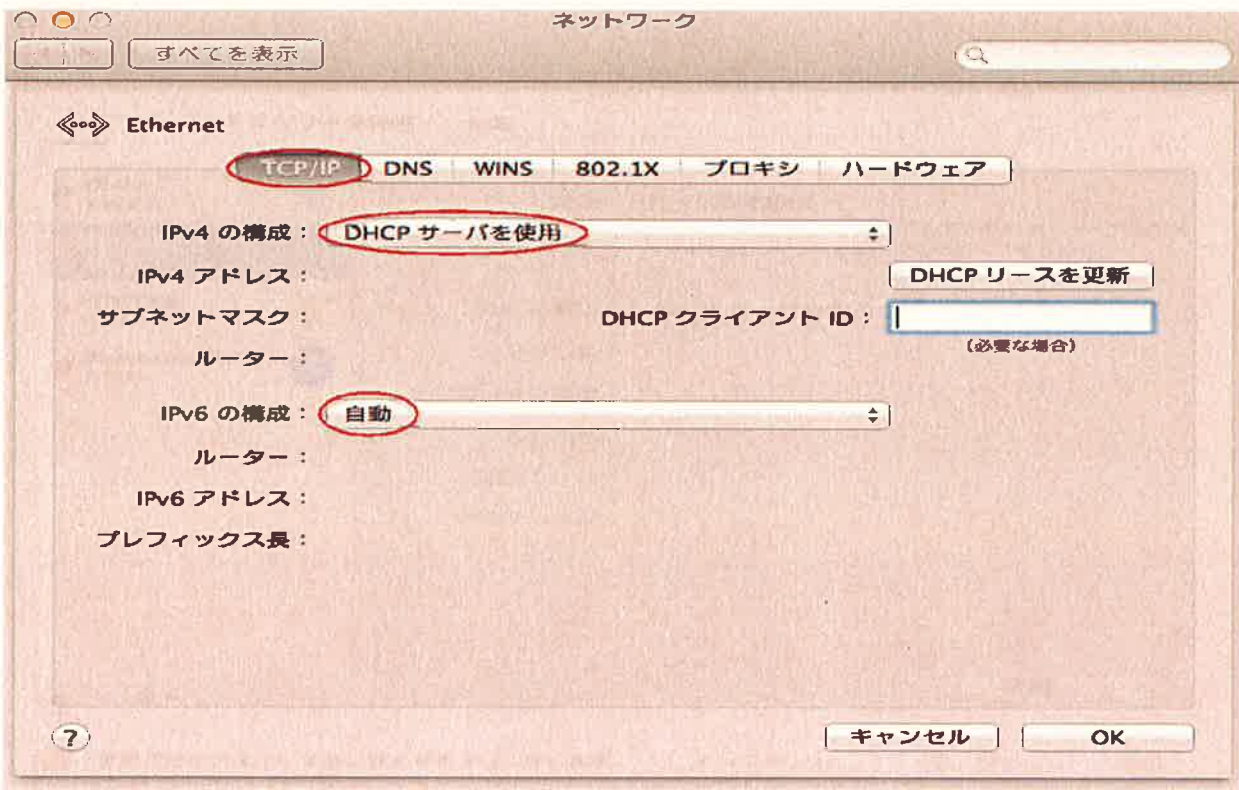 ネットワーク
すべてを表示
Ethernet
TCP/IP DNS WINS 802.1X プロキシ ハードウェア
IPv4 の構成： DHCP サーバを使用
IPv4 アドレス： DHCP リースを更新
サブネットマスク： DHCP クライアント ID：
(必要な場合)
ルーター：
IPv6 の構成： 自動
ルーター：
IPv6 アドレス：
プレフィックス長：
? キャンセル OK